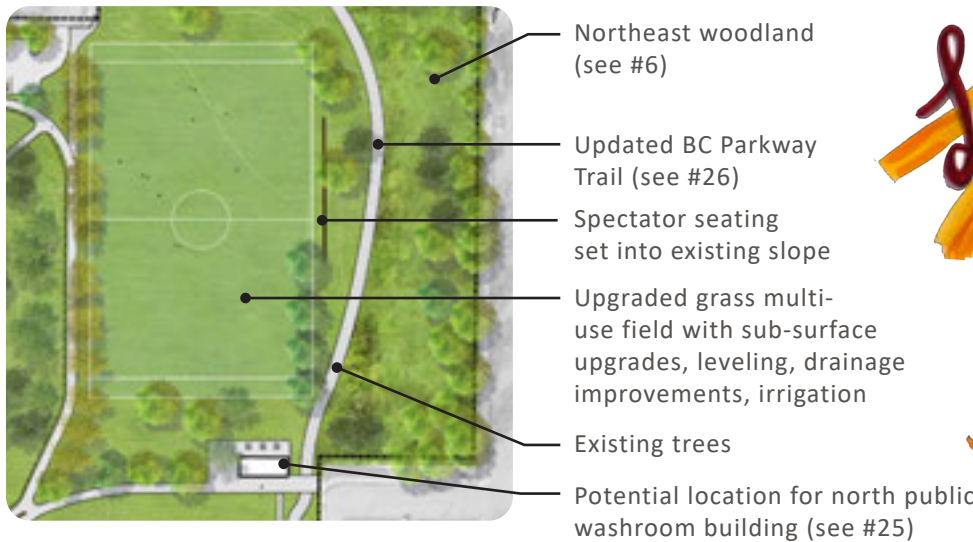 Northeast woodland
(see #6)
Updated BC Parkway
Trail (see #26)
Spectator seating
set into existing slope
Upgraded grass multi-
use field with sub-surface
upgrades, leveling, drainage
improvements, irrigation
Existing trees
Potential location for north public
washroom building (see #25)